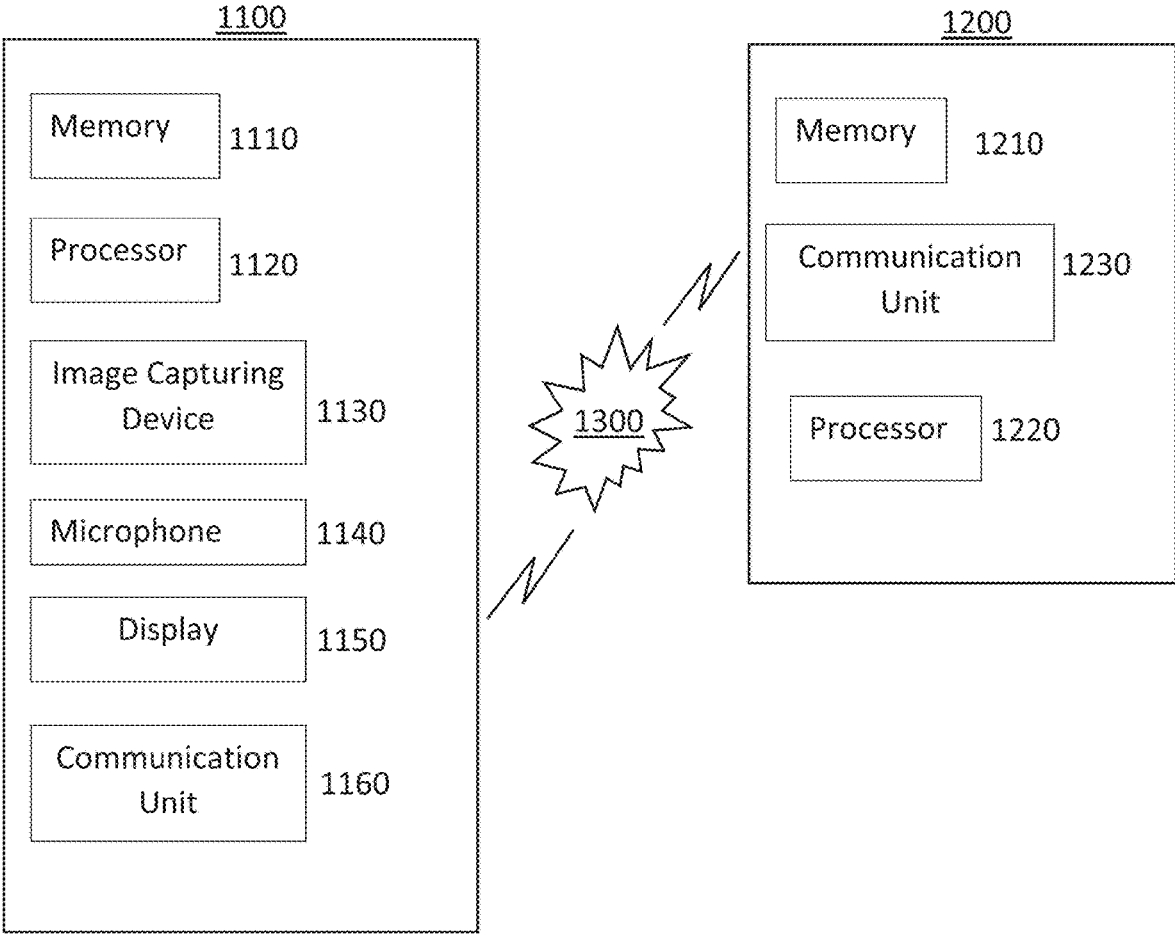 1100
Memory
1110
Processor
1120
Image Capturing
Device
1130
Microphone
1140
Display
1150
Communication
Unit
1160
1300
1200
Memory
1210
Communication
Unit
1230
Processor
1220